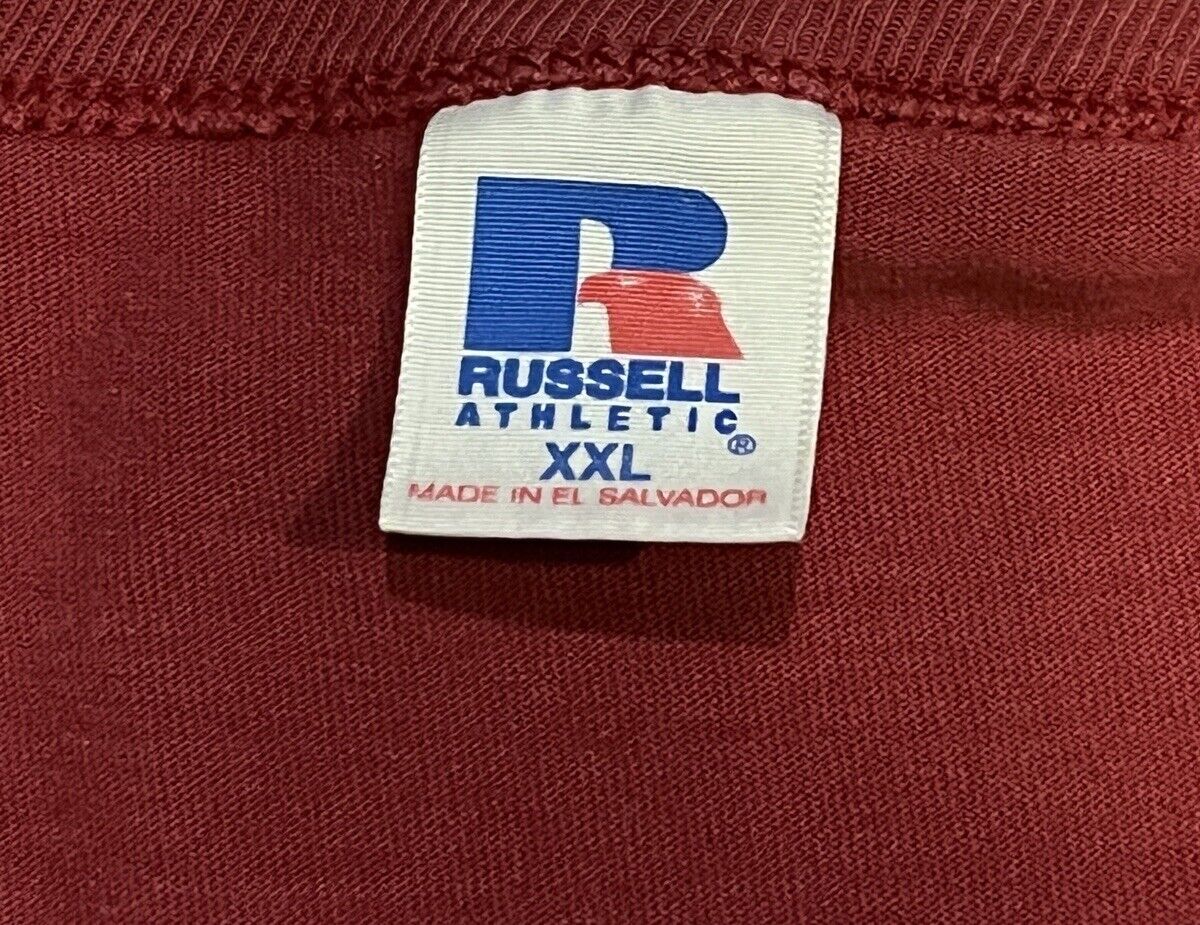 R
RUSSELL
ATHLETIC®
XXL
MADE IN EL SALVADOR